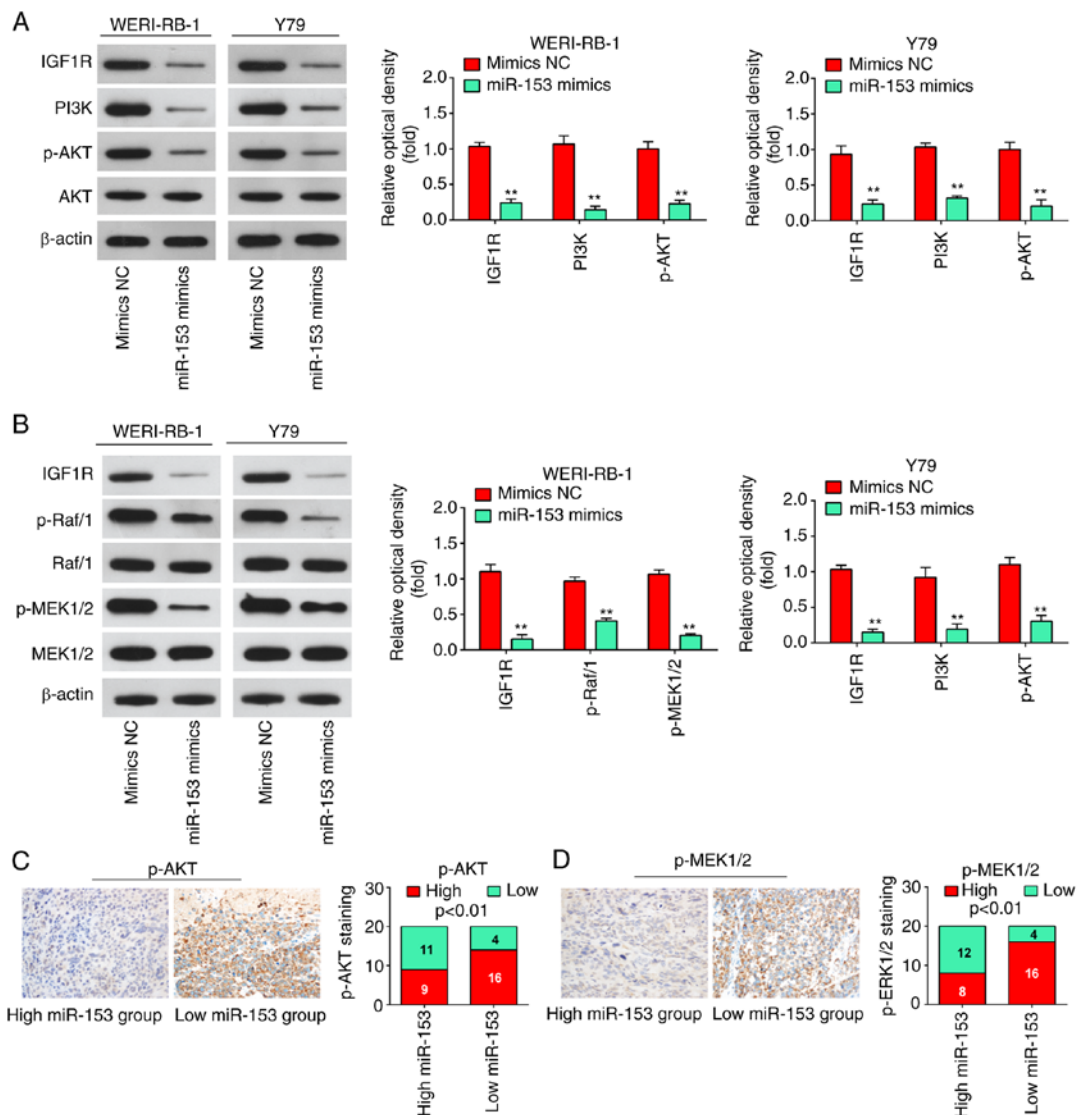 A
WERI-RB-1 Y79
IGF1R
PI3K
p-AKT
AKT
β-actin
Mimics NC
miR-153 mimics
Mimics NC
miR-153 mimics
WERI-RB-1
Mimics NC
miR-153 mimics
Relative optical density
(fold)
2.0
1.5
1.0
0.5
0.0
** ** **
IGF1R
PI3K
p-AKT
Y79
Mimics NC
miR-153 mimics
Relative optical density
(fold)
2.0
1.5
1.0
0.5
0.0
** ** **
IGF1R
PI3K
p-AKT
B
WERI-RB-1 Y79
IGF1R
p-Raf/1
Raf/1
p-MEK1/2
MEK1/2
β-actin
Mimics NC
miR-153 mimics
Mimics NC
miR-153 mimics
WERI-RB-1
Mimics NC
miR-153 mimics
Relative optical density
(fold)
2.0
1.5
1.0
0.5
0.0
** ** **
IGF1R
p-Raf/1
p-MEK1/2
Y79
Mimics NC
miR-153 mimics
Relative optical density
(fold)
2.0
1.5
1.0
0.5
0.0
** ** **
IGF1R
PI3K
p-AKT
C
p-AKT
High miR-153 group Low miR-153 group
p-AKT
High Low
p<0.01
p-AKT staining
30
20
10
0
11 4
9 16
High miR-153
Low miR-153
D
p-MEK1/2
High miR-153 group Low miR-153 group
p-MEK1/2
High Low
p<0.01
p-ERK1/2 staining
30
20
10
0
12 4
8 16
High miR-153
Low miR-153